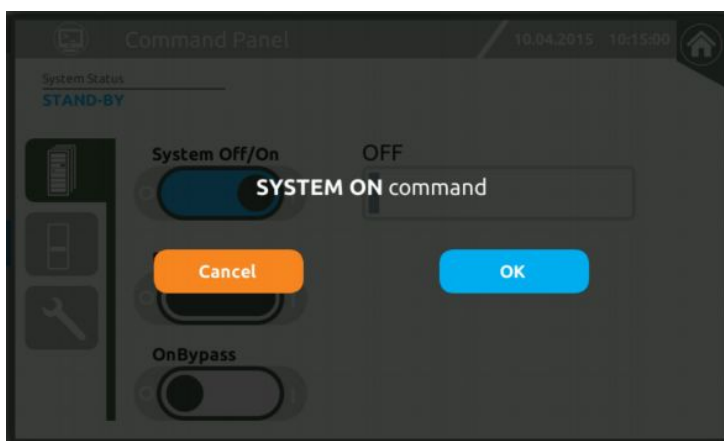 Command Panel
10.04.2015 10:15:00
System Status
STAND-BY
System Off/On
OFF
SYSTEM ON command
Cancel
OK
OnBypass